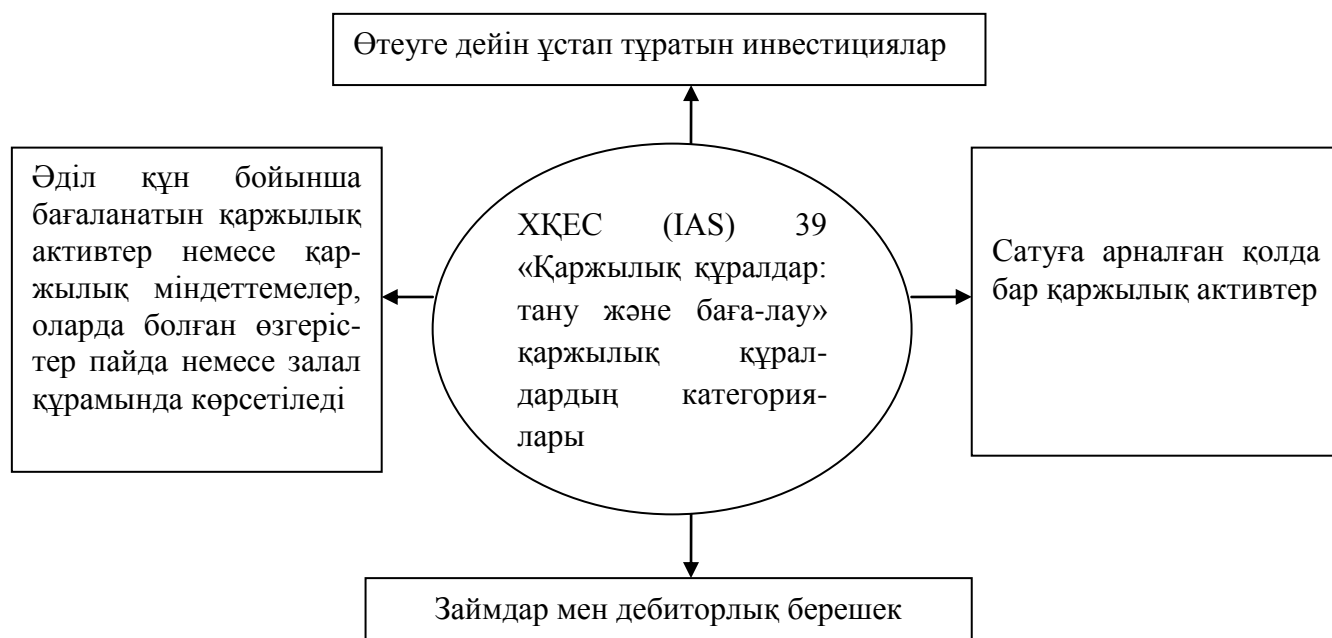 Өтеуге дейін ұстап тұратын инвестициялар
Әділ құн бойынша
бағаланатын қаржылық
активтер немесе қар-
жылық міндеттемелер,
оларда болған өзгеріс-
тер пайда немесе залал
құрамында көрсетіледі
ХҚЕС (IAS) 39
«Қаржылық құралдар:
тану және баға-лау»
қаржылық құрал-
дардың категория-
лары
Сатуға арналған қолда
бар қаржылық активтер
Займдар мен дебиторлық берешек